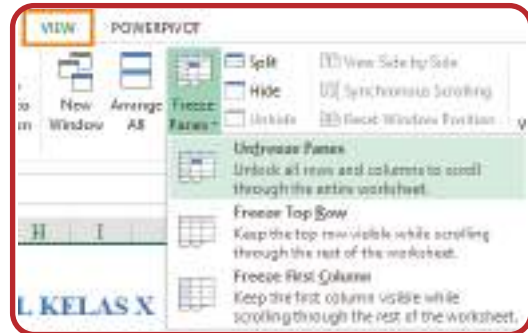 VIEW POWERPIVOT
New Window
Arrange All
Freeze Panes
Split
Hide
Unhide
View Side by Side
Synchronous Scrolling
Reset Window Position
Unfreeze Panes
Unlock all rows and columns to scroll
through the entire worksheet.
Freeze Top Row
Keep the top row visible while scrolling
through the rest of the worksheet.
Freeze First Column
Keep the first column visible while
scrolling through the rest of the worksheet.
H I
L KELAS X